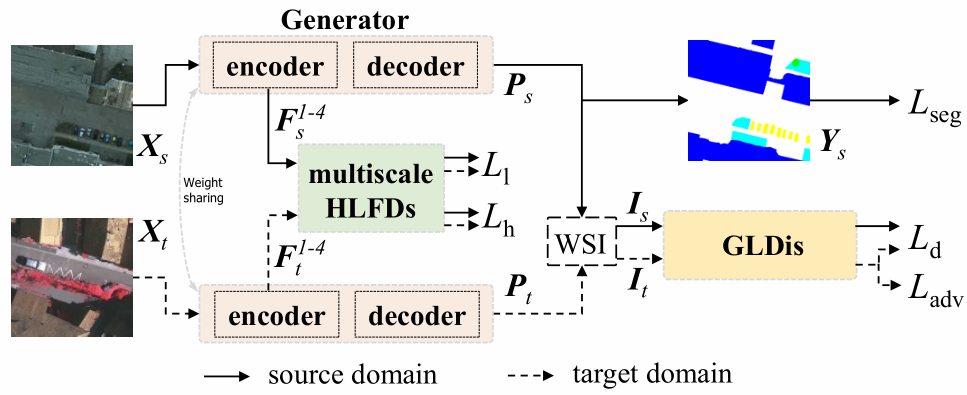 Generator
encoder
decoder
P_s
X_s
F_s^{1-4}
Y_s
L_seg
Weight
sharing
multiscale
HLFDs
L_l
L_h
X_t
F_t^{1-4}
WSI
I_s
I_t
GLDis
L_d
L_adv
encoder
decoder
P_t
source domain
target domain